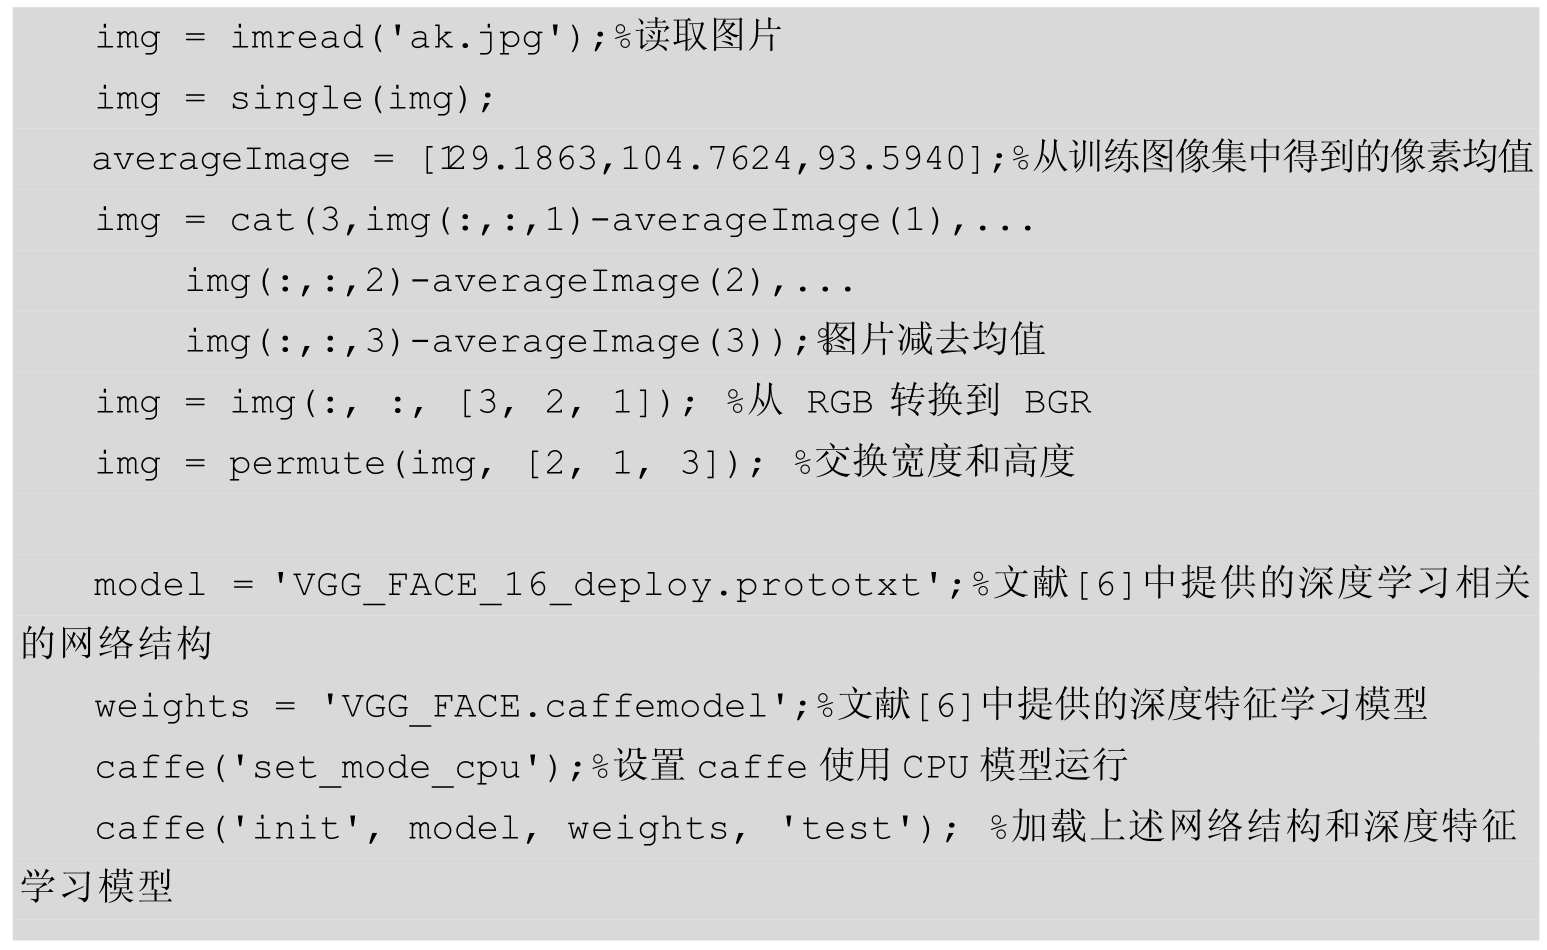 img = imread('ak.jpg');%读取图片
img = single(img);
averageImage = [129.1863,104.7624,93.5940];%从训练图像集中得到的像素均值
img = cat(3,img(:,:,1)-averageImage(1),...
img(:,:,2)-averageImage(2),...
img(:,:,3)-averageImage(3));%图片减去均值
img = img(:, :, [3, 2, 1]); %从 RGB 转换到 BGR
img = permute(img, [2, 1, 3]); %交换宽度和高度
model = 'VGG_FACE_16_deploy.prototxt';%文献[6]中提供的深度学习相关
的网络结构
weights = 'VGG_FACE.caffemodel';%文献[6]中提供的深度特征学习模型
caffe('set_mode_cpu');%设置 caffe 使用 CPU 模型运行
caffe('init', model, weights, 'test'); %加载上述网络结构和深度特征
学习模型